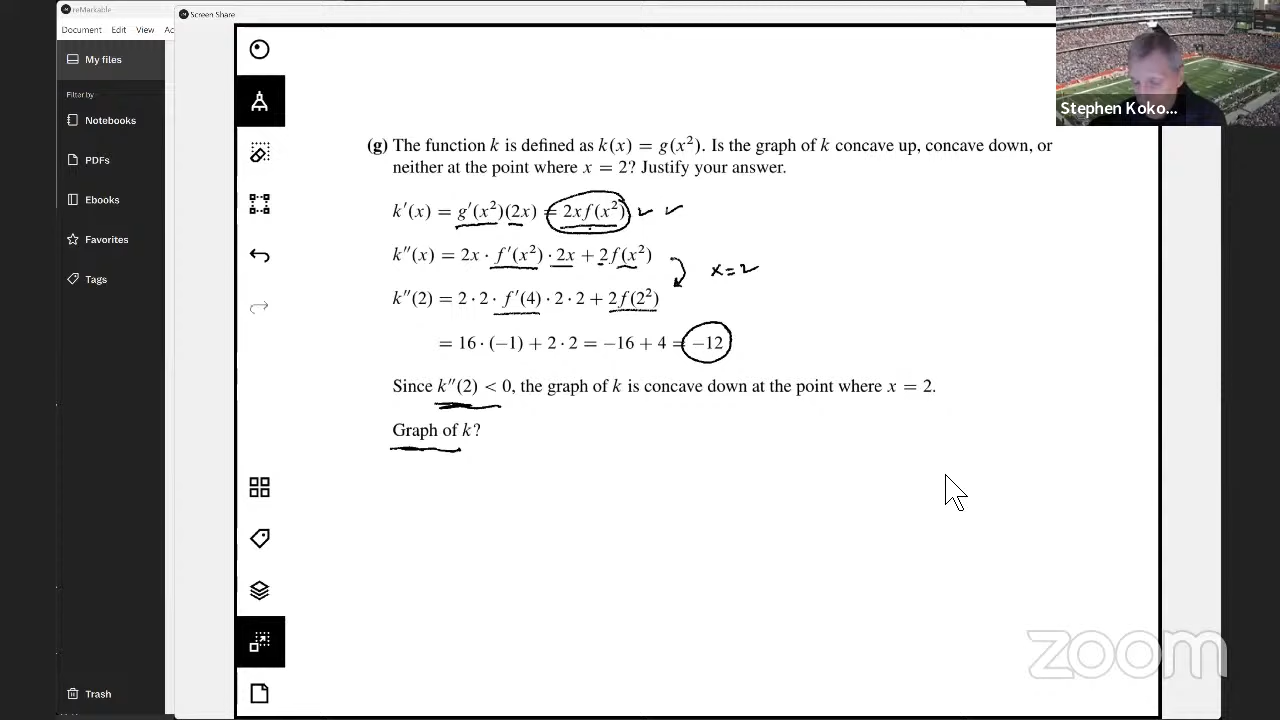 reMarkable
Screen Share
Document Edit View Ac
My files
Filter by
Notebooks
PDFs
Ebooks
Favorites
Tags
Trash
Stephen Koko...
(g) The function k is defined as k(x) = g(x²). Is the graph of k concave up, concave down, or
neither at the point where x = 2? Justify your answer.
k′(x) = g′(x²)(2x) = 2xf(x²) ✓ ✓
k″(x) = 2x · f′(x²) · 2x + 2f(x²)
x=2
k″(2) = 2 · 2 · f′(4) · 2 · 2 + 2f(2²)
= 16 · (−1) + 2 · 2 = −16 + 4 = −12
Since k″(2) < 0, the graph of k is concave down at the point where x = 2.
Graph of k?
zoom